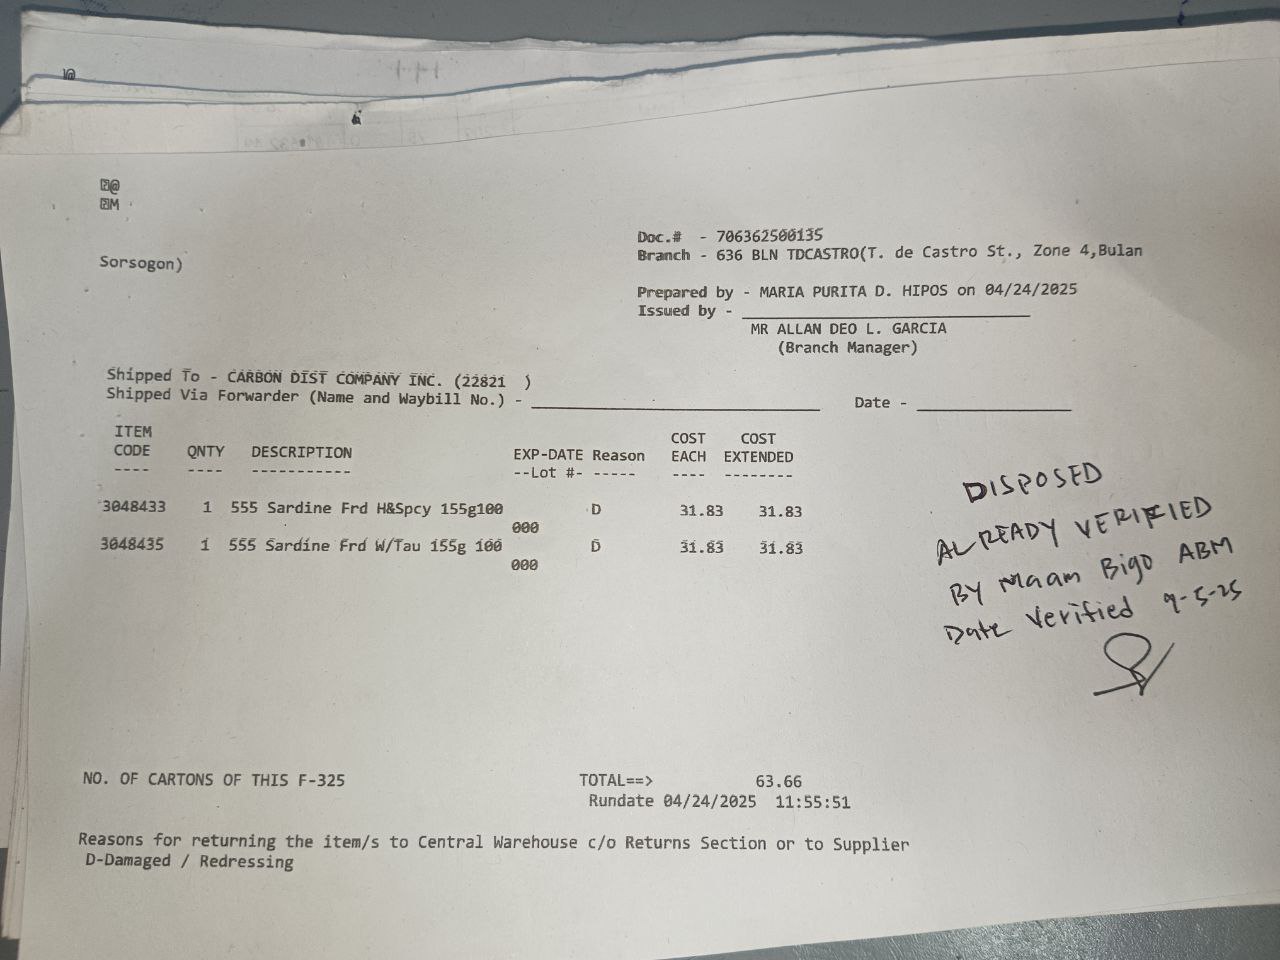 @
M
Doc.# - 706362500135
Branch - 636 BLN TDCASTRO(T. de Castro St., Zone 4,Bulan
Sorsogon)
Prepared by - MARIA PURITA D. HIPOS on 04/24/2025
Issued by -
MR ALLAN DEO L. GARCIA
(Branch Manager)
Shipped To - CARBON DIST COMPANY INC. (22821 )
Shipped Via Forwarder (Name and Waybill No.) - Date -
ITEM COST COST
CODE QNTY DESCRIPTION EXP-DATE Reason EACH EXTENDED
---- ---- ----------- --Lot #- ----- ---- --------
3048433 1 555 Sardine Frd H&Spcy 155g100 D 31.83 31.83
000
3048435 1 555 Sardine Frd W/Tau 155g 100 D 31.83 31.83
000
DISPOSED
ALREADY VERIFIED
BY Maam Bigo ABM
Date Verified 9-5-25
NO. OF CARTONS OF THIS F-325 TOTAL==> 63.66
Rundate 04/24/2025 11:55:51
Reasons for returning the item/s to Central Warehouse c/o Returns Section or to Supplier
D-Damaged / Redressing